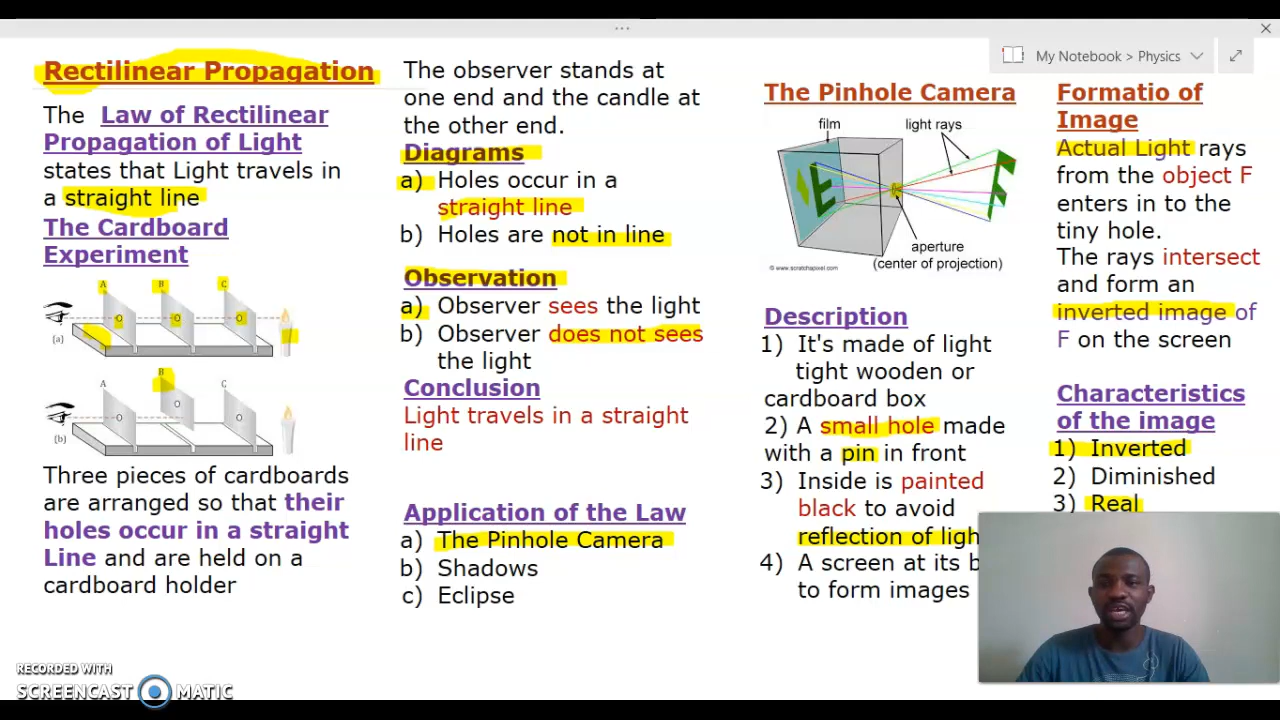 My Notebook > Physics
Rectilinear Propagation
The Law of Rectilinear
Propagation of Light
states that Light travels in
a straight line
The Cardboard
Experiment
A B C
(a)
B
A C
(b)
Three pieces of cardboards
are arranged so that their
holes occur in a straight
Line and are held on a
cardboard holder
The observer stands at
one end and the candle at
the other end.
Diagrams
a) Holes occur in a
straight line
b) Holes are not in line
Observation
a) Observer sees the light
b) Observer does not sees
the light
Conclusion
Light travels in a straight
line
Application of the Law
a) The Pinhole Camera
b) Shadows
c) Eclipse
The Pinhole Camera
film
light rays
aperture
(center of projection)
© www.scratchapixel.com
Description
1) It's made of light
tight wooden or
cardboard box
2) A small hole made
with a pin in front
3) Inside is painted
black to avoid
reflection of ligh
4) A screen at its b
to form images
Formatio of
Image
Actual Light rays
from the object F
enters in to the
tiny hole.
The rays intersect
and form an
inverted image of
F on the screen
Characteristics
of the image
1) Inverted
2) Diminished
3) Real
RECORDED WITH
SCREENCAST MATIC